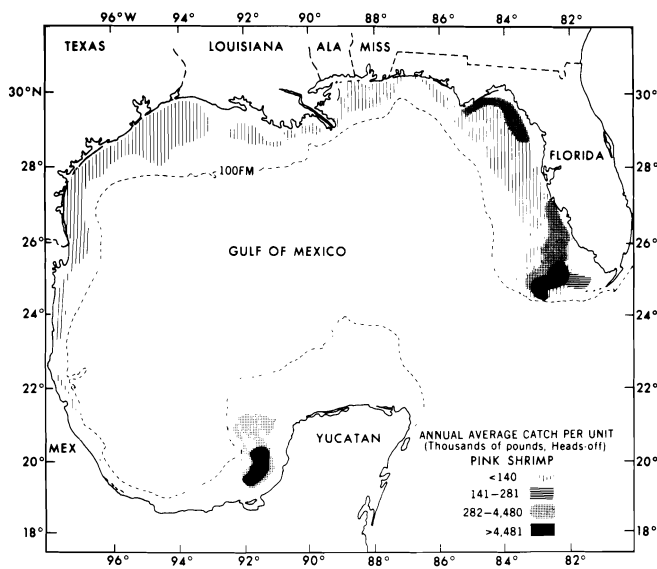 96°W 94° 92° 90° 88° 86° 84° 82°
TEXAS LOUISIANA ALA MISS
30°N 30°
28° 28°
100FM
FLORIDA
26° 26°
GULF OF MEXICO
24° 24°
22° 22°
MEX YUCATAN
20° 20°
18° 18°
ANNUAL AVERAGE CATCH PER UNIT
(Thousands of pounds, Heads-off)
PINK SHRIMP
<140
141–281
282–4,480
>4,481
96° 94° 92° 90° 88° 86° 84° 82°